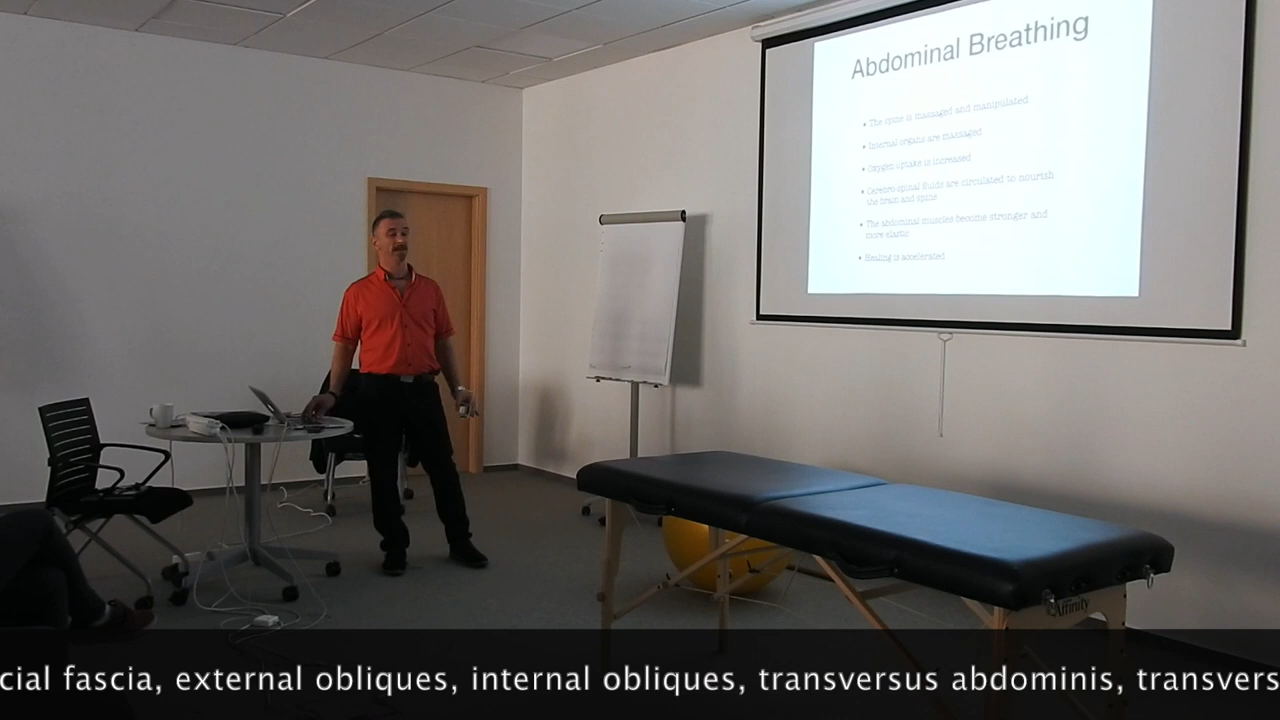 Abdominal Breathing
• The spine is massaged and manipulated
• Internal organs are massaged
• Oxygen uptake is increased
• Cerebro-spinal fluids are circulated to nourish
the brain and spine
• The abdominal muscles become stronger and
more elastic
• Healing is accelerated
Affinity
cial fascia, external obliques, internal obliques, transversus abdominis, transvers